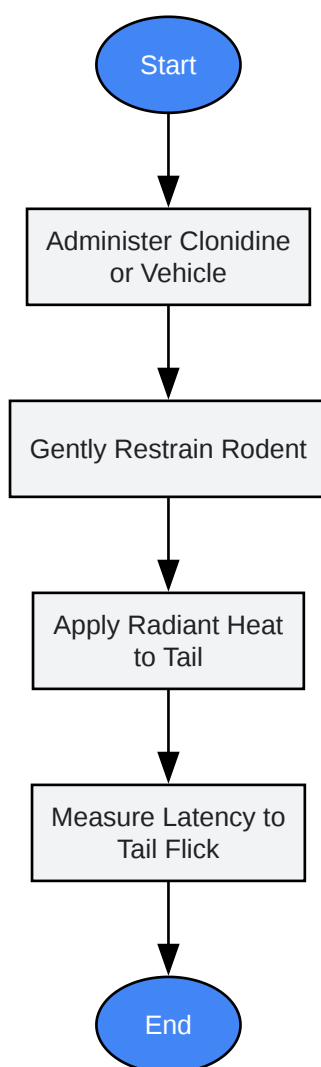 Start
Administer Clonidine
or Vehicle
Gently Restrain Rodent
Apply Radiant Heat
to Tail
Measure Latency to
Tail Flick
End